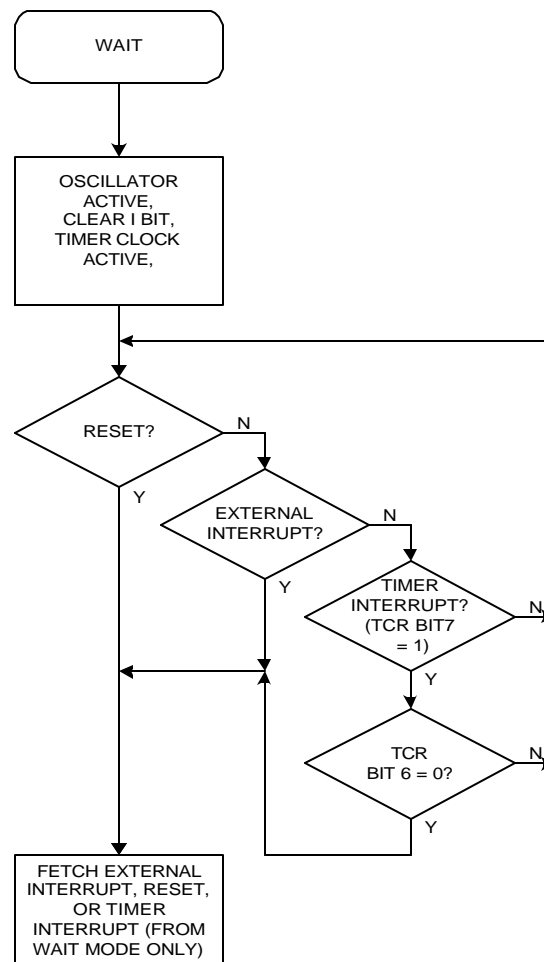 WAIT
OSCILLATOR
ACTIVE,
CLEAR I BIT,
TIMER CLOCK
ACTIVE,
RESET?
N
Y
EXTERNAL
INTERRUPT?
N
Y
TIMER
INTERRUPT?
(TCR BIT7
= 1)
N
Y
TCR
BIT 6 = 0?
N
Y
FETCH EXTERNAL
INTERRUPT, RESET,
OR TIMER
INTERRUPT (FROM
WAIT MODE ONLY)